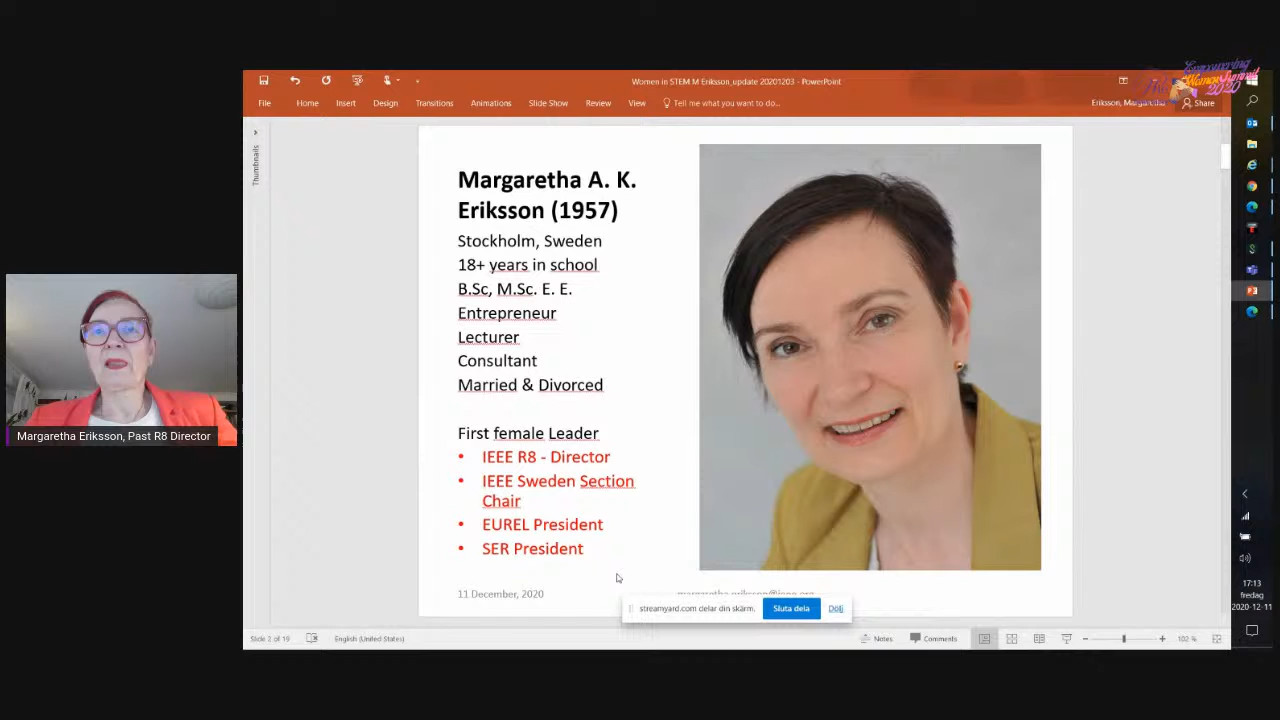 Empowering
Women Summit
2020
Women in STEM M Eriksson_update 20201203 - PowerPoint
File Home Insert Design Transitions Animations Slide Show Review View Tell me what you want to do...
Share
Thumbnails
Margaretha A. K.
Eriksson (1957)
Stockholm, Sweden
18+ years in school
B.Sc, M.Sc. E. E.
Entrepreneur
Lecturer
Consultant
Married & Divorced
First female Leader
• IEEE R8 - Director
• IEEE Sweden Section
Chair
• EUREL President
• SER President
11 December, 2020
streamyard.com delar din skärm.
Sluta dela
Dölj
Margaretha Eriksson, Past R8 Director
Slide 2 of 19
English (United States)
Notes
Comments
102 %
17:13
fredag
2020-12-11